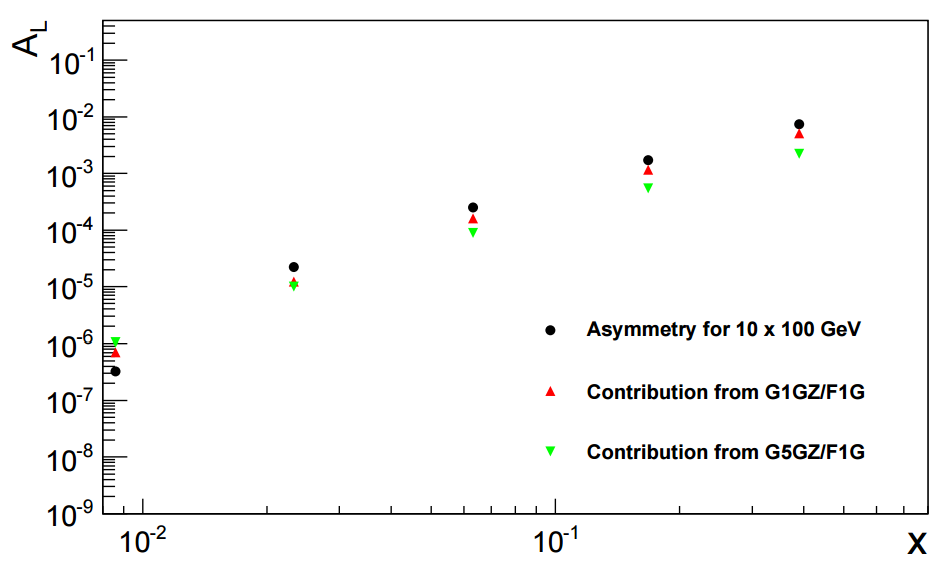 A_L
10^-1
10^-2
10^-3
10^-4
10^-5
10^-6
10^-7
10^-8
10^-9
Asymmetry for 10 x 100 GeV
Contribution from G1GZ/F1G
Contribution from G5GZ/F1G
10^-2 10^-1 X